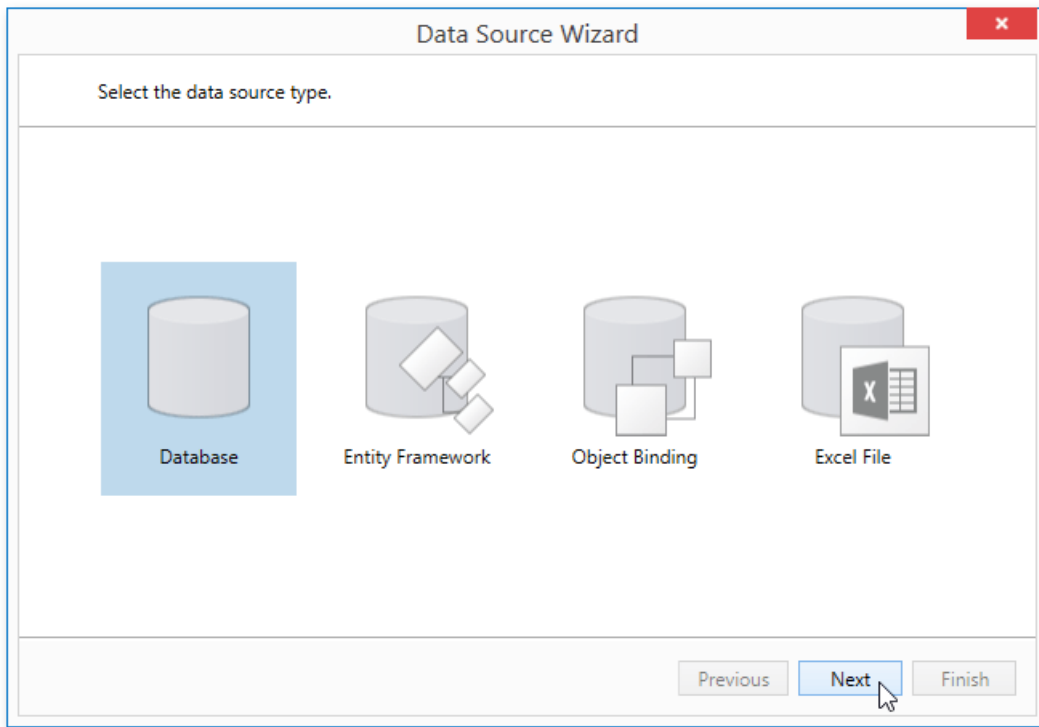 Data Source Wizard
Select the data source type.
Database
Entity Framework
Object Binding
X
Excel File
Previous
Next
Finish